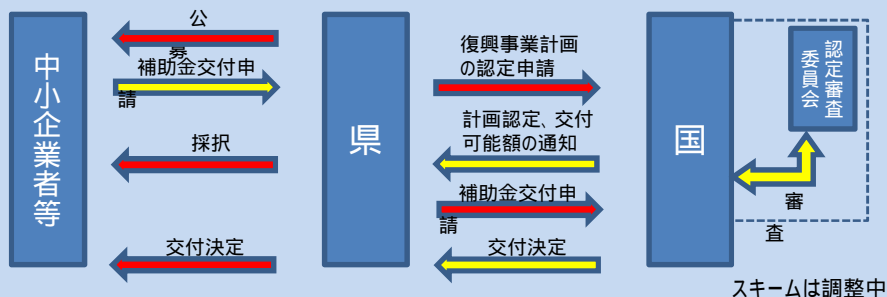 中小企業者等
公
募
補助金交付申
請
採択
交付決定
県
復興事業計画
の認定申請
計画認定、交付
可能額の通知
補助金交付申
請
交付決定
国
認定審査
委員会
審
査
スキームは調整中